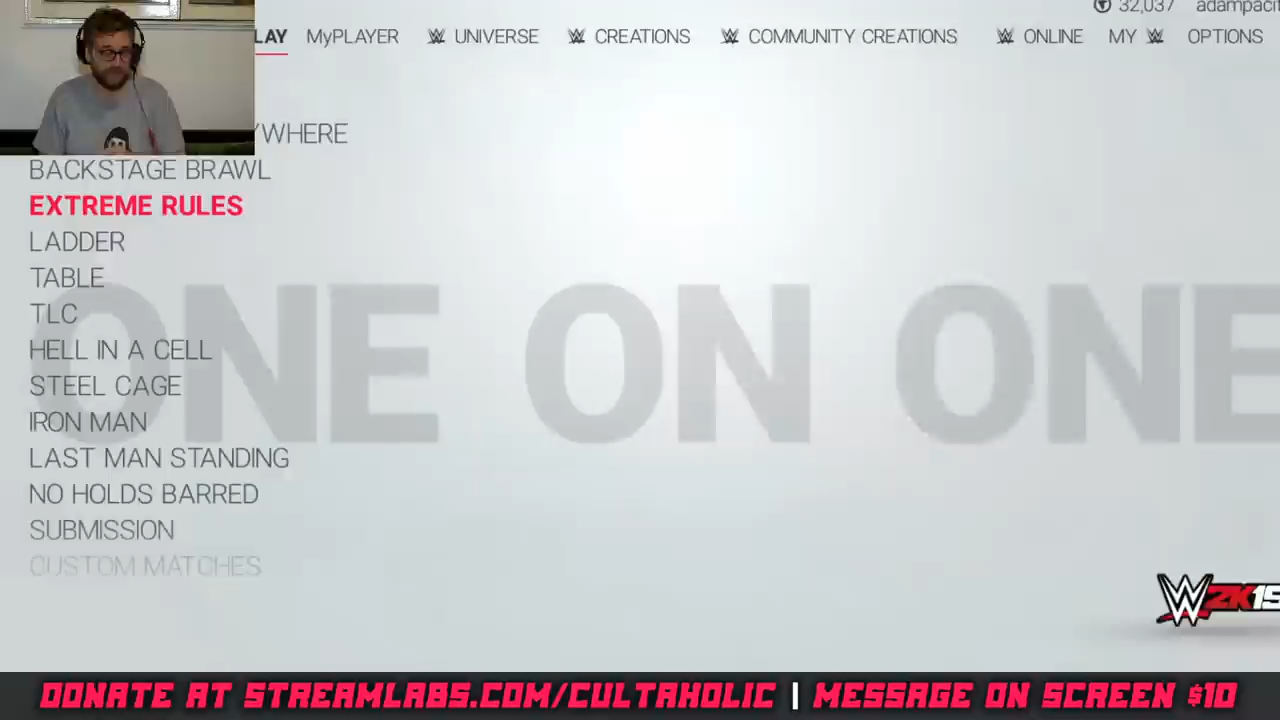 32,037 adampacit
LAY MyPLAYER UNIVERSE CREATIONS COMMUNITY CREATIONS ONLINE MY OPTIONS
YWHERE
BACKSTAGE BRAWL
EXTREME RULES
LADDER
TABLE
TLC
HELL IN A CELL
STEEL CAGE
IRON MAN
LAST MAN STANDING
NO HOLDS BARRED
SUBMISSION
CUSTOM MATCHES
ONE ON ONE
W 2K19
DONATE AT STREAMLABS.COM/CULTAHOLIC | MESSAGE ON SCREEN $10